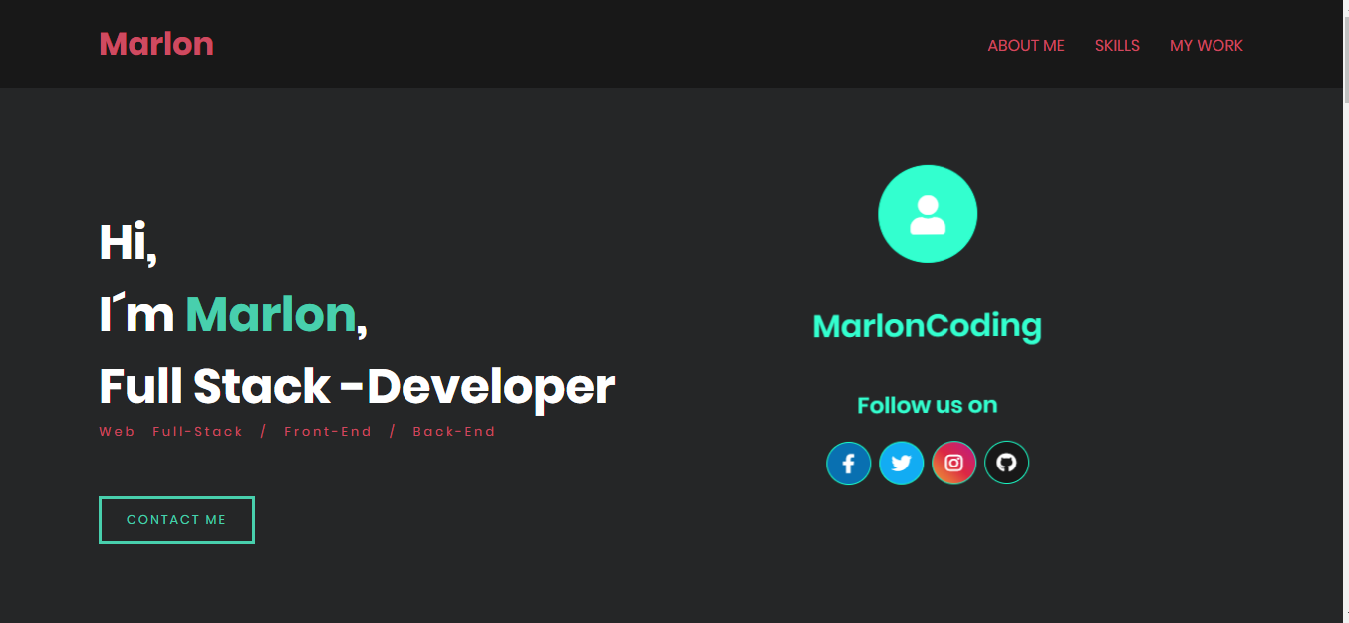 Marlon
ABOUT ME SKILLS MY WORK
Hi,
I´m Marlon,
Full Stack -Developer
Web Full-Stack / Front-End / Back-End
CONTACT ME
MarlonCoding
Follow us on